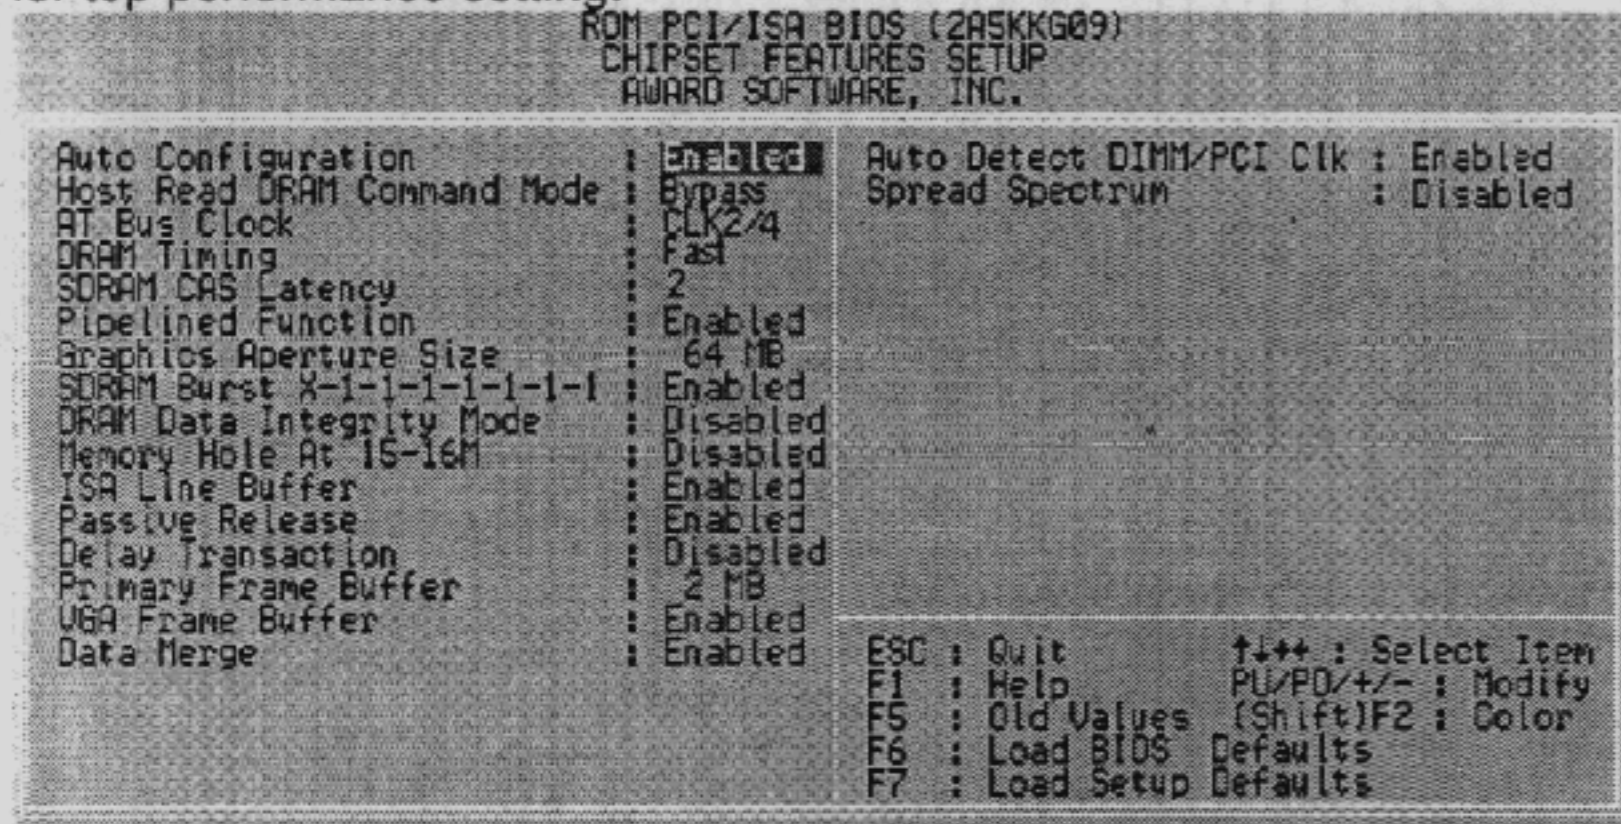 ROM PCI/ISA BIOS (2A5KKG09)
CHIPSET FEATURES SETUP
AWARD SOFTWARE, INC.
Auto Configuration : Enabled
Host Read DRAM Command Mode : Bypass
AT Bus Clock : CLK2/4
DRAM Timing : Fast
SDRAM CAS Latency : 2
Pipelined Function : Enabled
Graphics Aperture Size : 64 MB
SDRAM Burst X-1-1-1-1-1-1-1 : Enabled
DRAM Data Integrity Mode : Disabled
Memory Hole At 15-16M : Disabled
ISA Line Buffer : Enabled
Passive Release : Enabled
Delay Transaction : Disabled
Primary Frame Buffer : 2 MB
VGA Frame Buffer : Enabled
Data Merge : Enabled
Auto Detect DIMM/PCI Clk : Enabled
Spread Spectrum : Disabled
ESC : Quit ↑↓→← : Select Item
F1 : Help PU/PD/+/- : Modify
F5 : Old Values (Shift)F2 : Color
F6 : Load BIOS Defaults
F7 : Load Setup Defaults